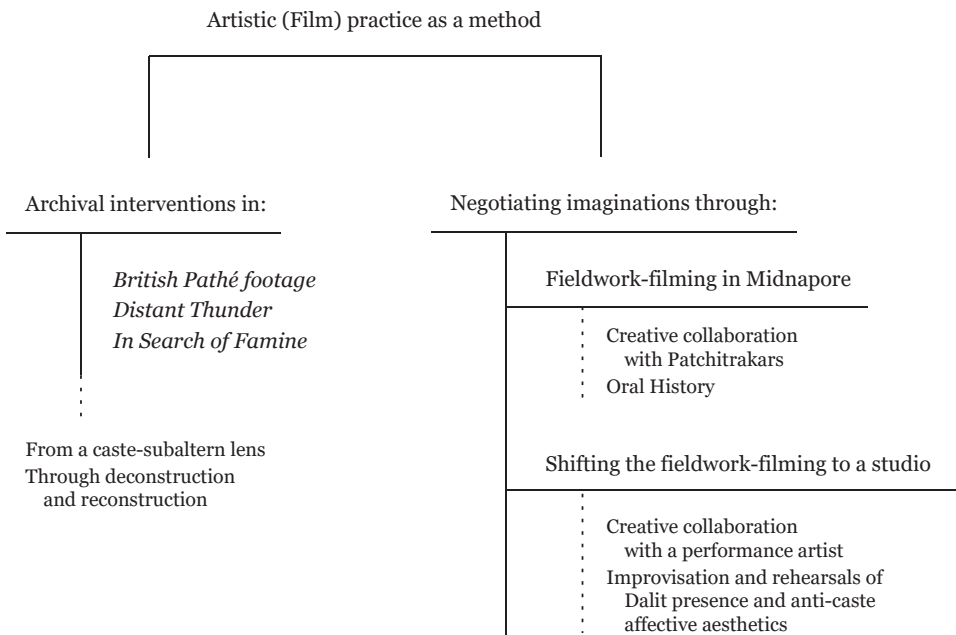 Artistic (Film) practice as a method
Archival interventions in:
British Pathé footage
Distant Thunder
In Search of Famine
From a caste-subaltern lens
Through deconstruction
and reconstruction
Negotiating imaginations through:
Fieldwork-filming in Midnapore
Creative collaboration
with Patchitrakars
Oral History
Shifting the fieldwork-filming to a studio
Creative collaboration
with a performance artist
Improvisation and rehearsals of
Dalit presence and anti-caste
affective aesthetics